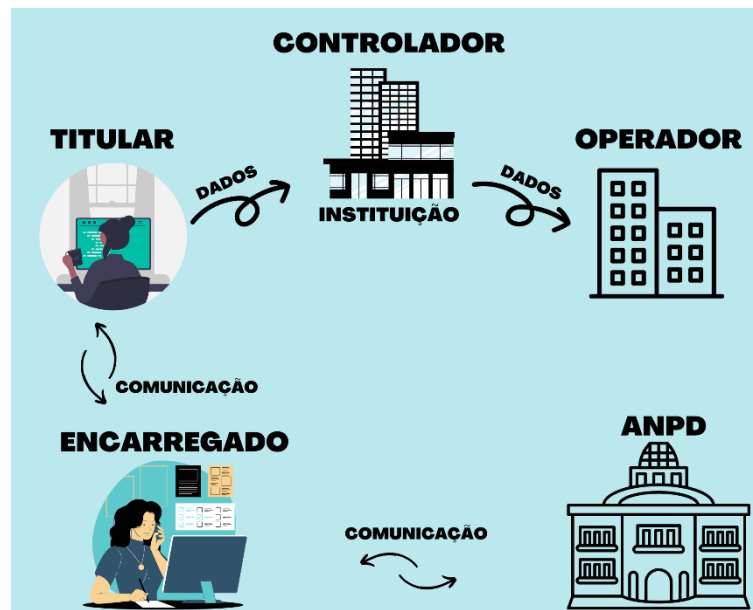 CONTROLADOR
TITULAR
OPERADOR
DADOS
DADOS
INSTITUIÇÃO
COMUNICAÇÃO
ENCARREGADO
ANPD
COMUNICAÇÃO